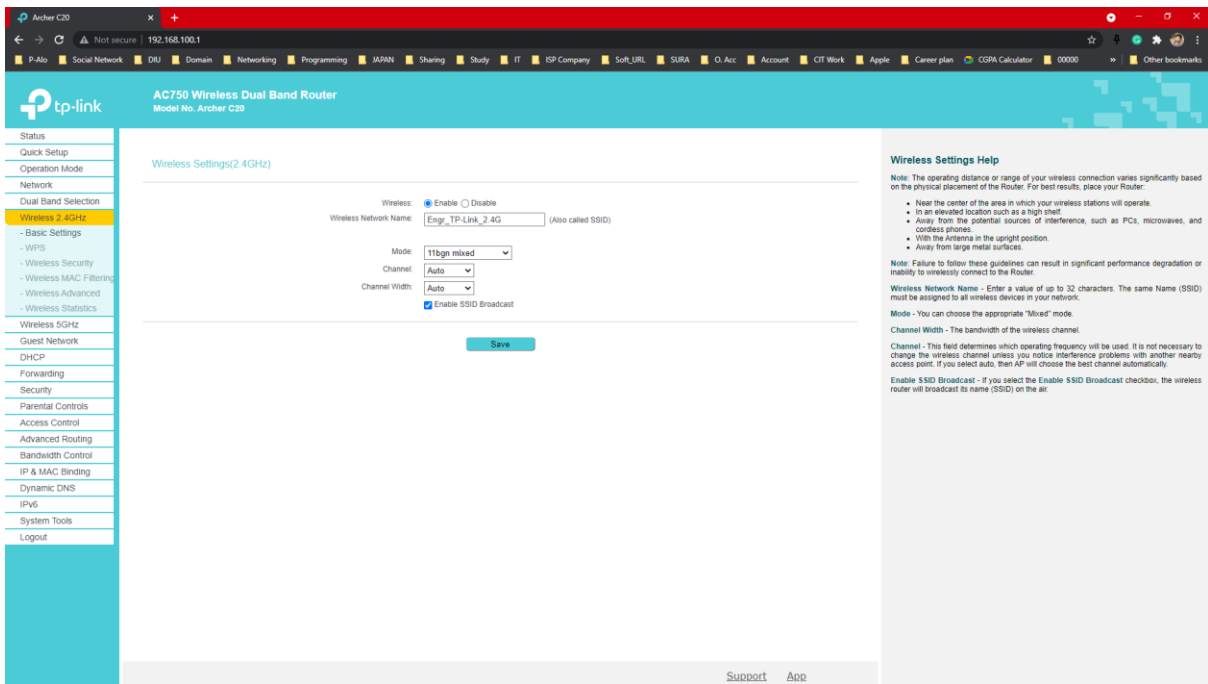 Archer C20
Not secure
192.168.100.1
P-Alo
Social Network
DIU
Domain
Networking
Programming
JAPAN
Sharing
Study
IT
ISP Company
Soft_URL
SURA
O. Acc
Account
CIT Work
Apple
Career plan
CGPA Calculator
00000
Other bookmarks
tp-link
AC750 Wireless Dual Band Router
Model No. Archer C20
Status
Quick Setup
Operation Mode
Network
Dual Band Selection
Wireless 2.4GHz
- Basic Settings
- WPS
- Wireless Security
- Wireless MAC Filtering
- Wireless Advanced
- Wireless Statistics
Wireless 5GHz
Guest Network
DHCP
Forwarding
Security
Parental Controls
Access Control
Advanced Routing
Bandwidth Control
IP & MAC Binding
Dynamic DNS
IPv6
System Tools
Logout
Wireless Settings(2.4GHz)
Wireless: Enable Disable
Wireless Network Name: Engr_TP-Link_2.4G (Also called SSID)
Mode: 11bgn mixed
Channel: Auto
Channel Width: Auto
Enable SSID Broadcast
Save
Support App
Wireless Settings Help
Note: The operating distance or range of your wireless connection varies significantly based
on the physical placement of the Router. For best results, place your Router:
Near the center of the area in which your wireless stations will operate.
In an elevated location such as a high shelf.
Away from the potential sources of interference, such as PCs, microwaves, and
cordless phones.
With the Antenna in the upright position.
Away from large metal surfaces.
Note: Failure to follow these guidelines can result in significant performance degradation or
inability to wirelessly connect to the Router.
Wireless Network Name - Enter a value of up to 32 characters. The same Name (SSID)
must be assigned to all wireless devices in your network.
Mode - You can choose the appropriate "Mixed" mode.
Channel Width - The bandwidth of the wireless channel.
Channel - This field determines which operating frequency will be used. It is not necessary to
change the wireless channel unless you notice interference problems with another nearby
access point. If you select auto, then AP will choose the best channel automatically.
Enable SSID Broadcast - If you select the Enable SSID Broadcast checkbox, the wireless
router will broadcast its name (SSID) on the air.